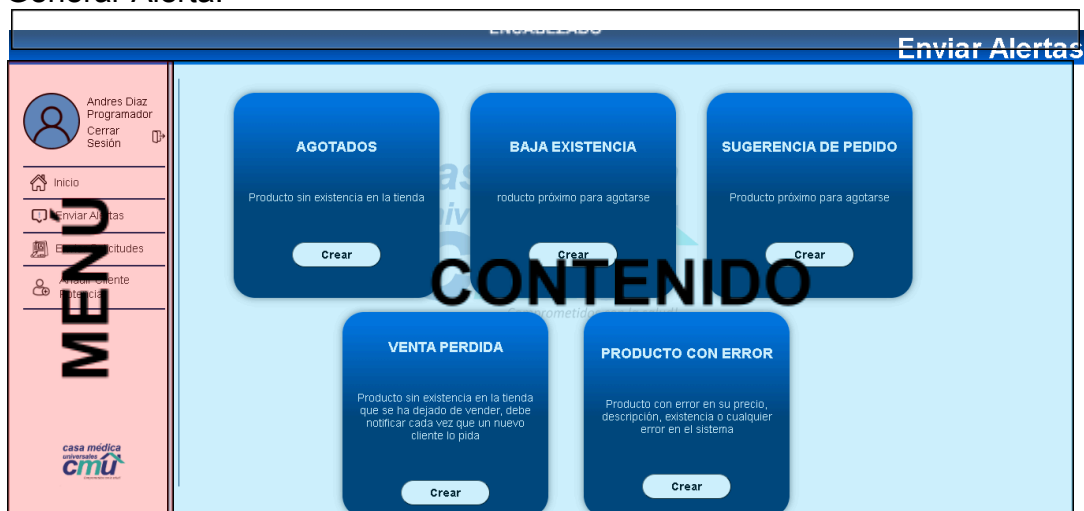 Generar Alerta.
ENCABEZADO
Enviar Alertas
Andres Diaz
Programador
Cerrar
Sesión
Inicio
Enviar Alertas
Añadir Cliente
Potencial
MENÚ
casa médica
universales
cmu
AGOTADOS
Producto sin existencia en la tienda
Crear
BAJA EXISTENCIA
roducto próximo para agotarse
Crear
SUGERENCIA DE PEDIDO
Producto próximo para agotarse
Crear
CONTENIDO
VENTA PERDIDA
Producto sin existencia en la tienda
que se ha dejado de vender, debe
notificar cada vez que un nuevo
cliente lo pida
Crear
PRODUCTO CON ERROR
Producto con error en su precio,
descripción, existencia o cualquier
error en el sistema
Crear